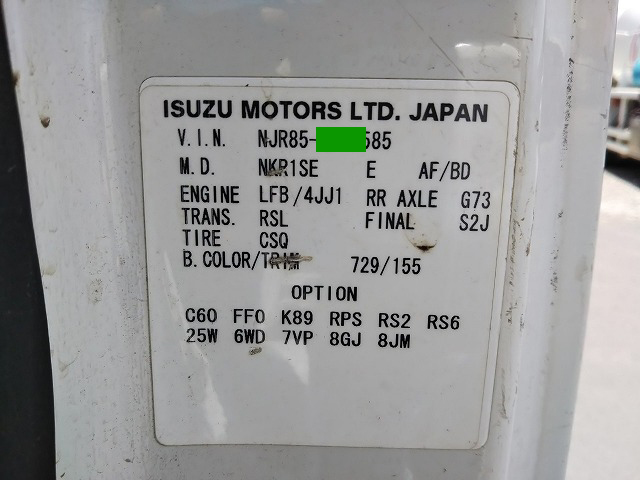 ISUZU MOTORS LTD. JAPAN
V.I.N. NJR85- 585
M.D. NKR1SE E AF/BD
ENGINE LFB/4JJ1 RR AXLE G73
TRANS. RSL FINAL S2J
TIRE CSQ
B.COLOR/TRIM 729/155
OPTION
C60 FF0 K89 RPS RS2 RS6
25W 6WD 7VP 8GJ 8JM